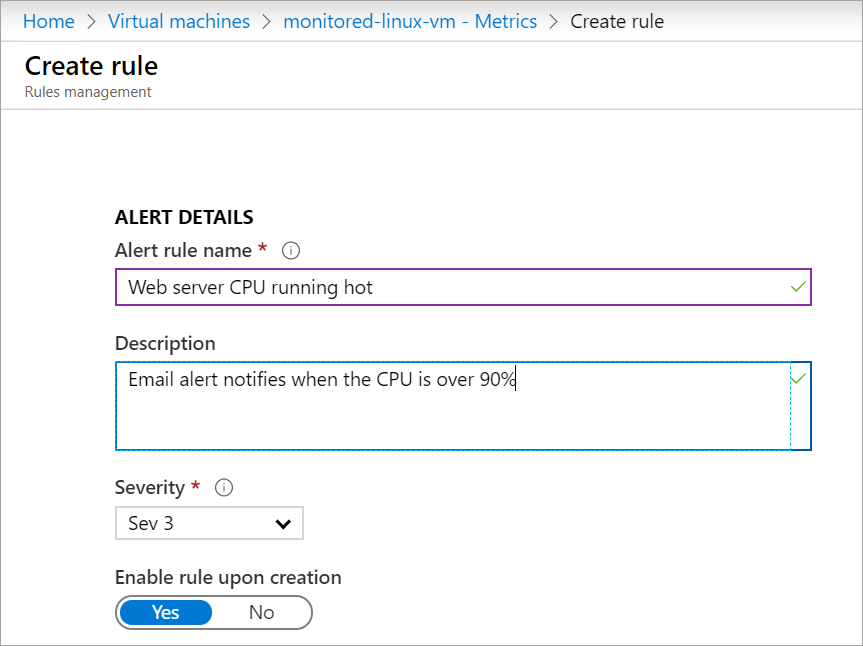 Home > Virtual machines > monitored-linux-vm - Metrics > Create rule
Create rule
Rules management
ALERT DETAILS
Alert rule name *
Web server CPU running hot
Description
Email alert notifies when the CPU is over 90%
Severity *
Sev 3
Enable rule upon creation
Yes No